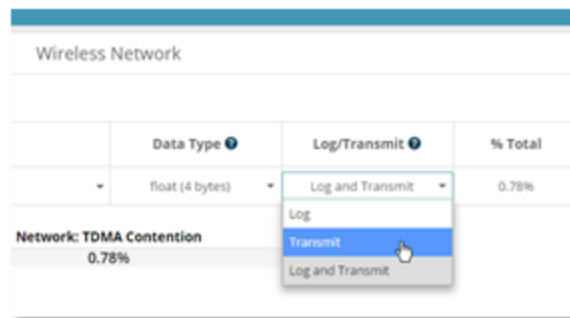 Wireless Network
Data Type ? Log/Transmit ? % Total
float (4 bytes) Log and Transmit 0.78%
Log
Network: TDMA Contention
Transmit
0.78%
Log and Transmit